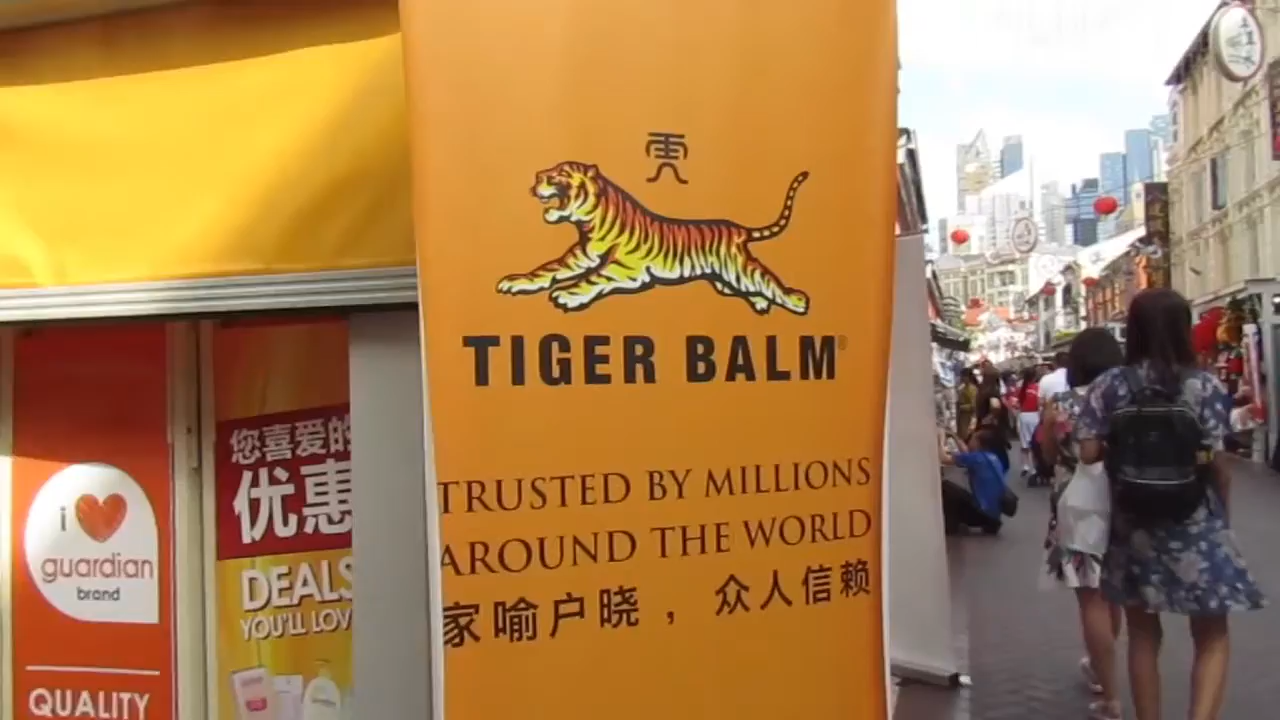 TIGER BALM®
TRUSTED BY MILLIONS
AROUND THE WORLD
家喻户晓，众人信赖
i
guardian
brand
QUALITY
您喜爱的
优惠
DEALS
YOU'LL LOV